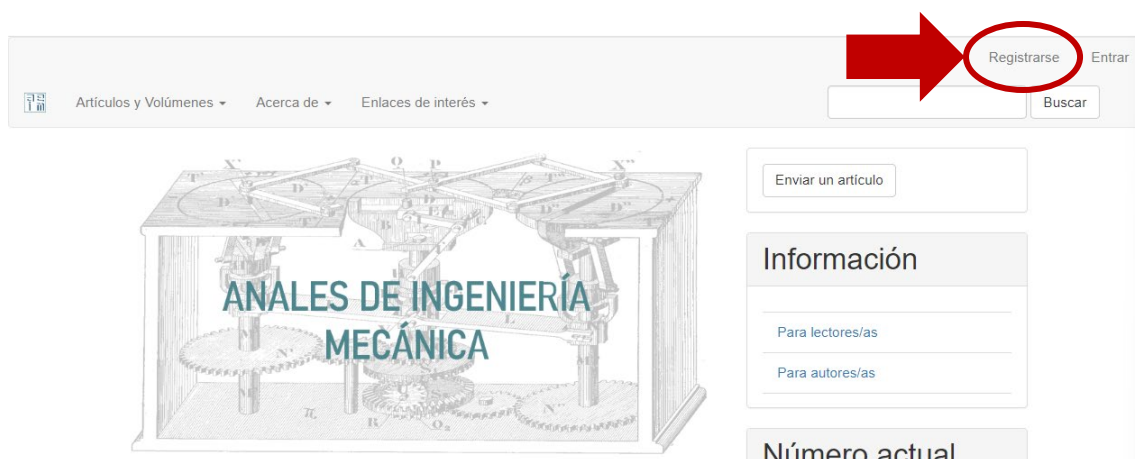 Registrarse Entrar
Artículos y Volúmenes Acerca de Enlaces de interés Buscar
Enviar un artículo
Información
Para lectores/as
Para autores/as
Número actual
ANALES DE INGENIERÍA
MECÁNICA